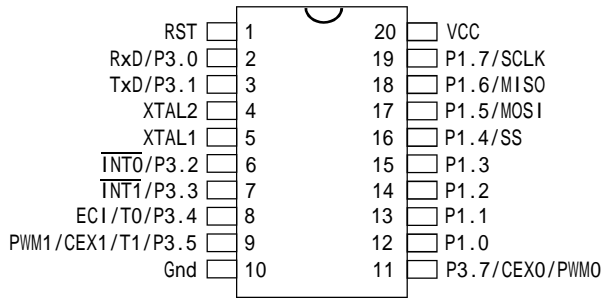 RST 1 20 VCC
RxD/P3.0 2 19 P1.7/SCLK
TxD/P3.1 3 18 P1.6/MISO
XTAL2 4 17 P1.5/MOSI
XTAL1 5 16 P1.4/SS
INT0/P3.2 6 15 P1.3
INT1/P3.3 7 14 P1.2
ECI/T0/P3.4 8 13 P1.1
PWM1/CEX1/T1/P3.5 9 12 P1.0
Gnd 10 11 P3.7/CEX0/PWM0